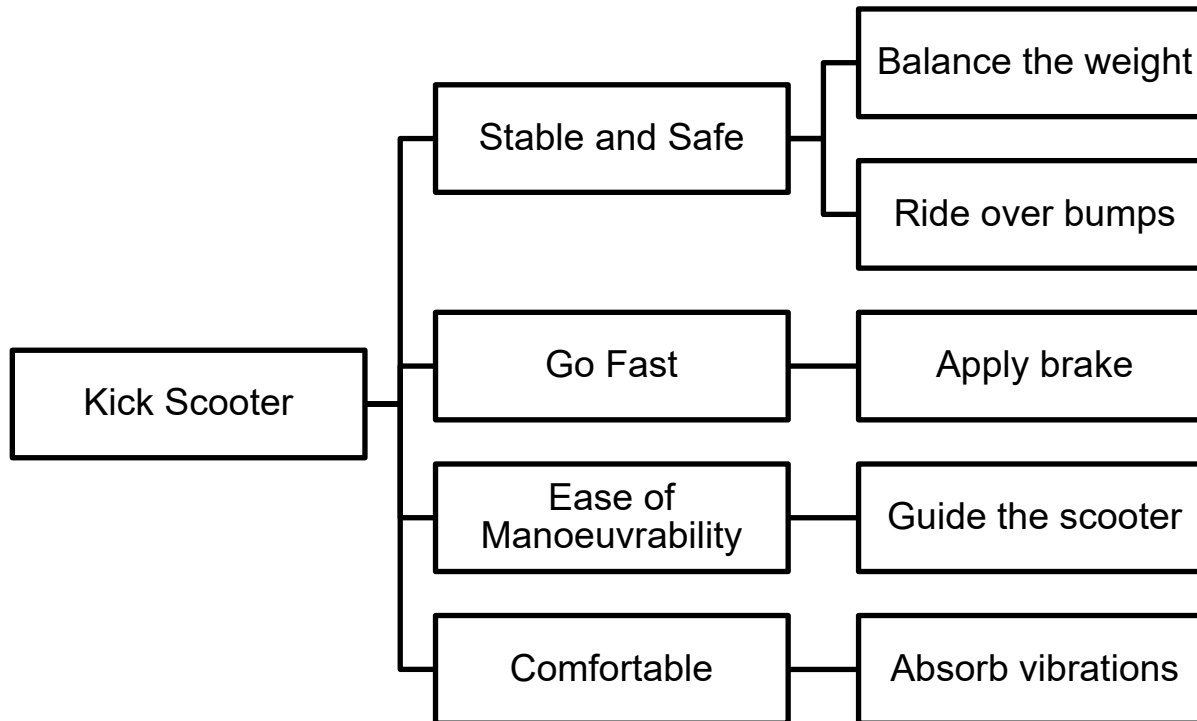 Kick Scooter
Stable and Safe
Balance the weight
Ride over bumps
Go Fast
Apply brake
Ease of
Manoeuvrability
Guide the scooter
Comfortable
Absorb vibrations